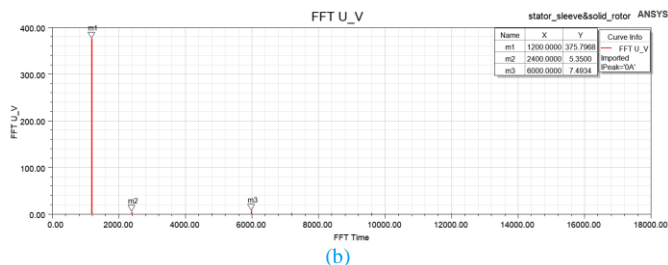 FFT U_V
stator_sleeve&solid_rotor ANSYS
Name X Y
m1 1200.0000 375.7968
m2 2400.0000 5.3500
m3 6000.0000 7.4934
Curve Info
FFT U_V
Imported
IPeak='0A'
m1
m2
m3
400.00
300.00
200.00
100.00
0.00
FFT U_V
0.00 2000.00 4000.00 6000.00 8000.00 10000.00 12000.00 14000.00 16000.00 18000.00
FFT Time
(b)